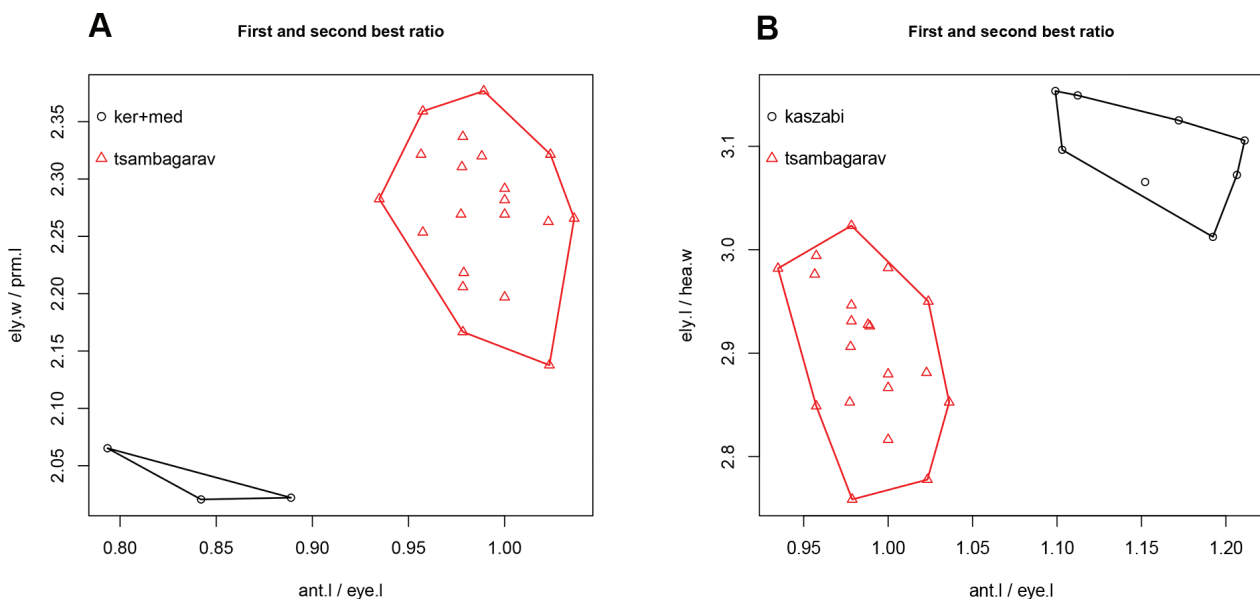 A
First and second best ratio
ker+med
tsambagarav
ely.w / prm.l
2.35
2.30
2.25
2.20
2.15
2.10
2.05
0.80 0.85 0.90 0.95 1.00
ant.l / eye.l
B
First and second best ratio
kaszabi
tsambagarav
ely.l / hea.w
3.1
3.0
2.9
2.8
0.95 1.00 1.05 1.10 1.15 1.20
ant.l / eye.l